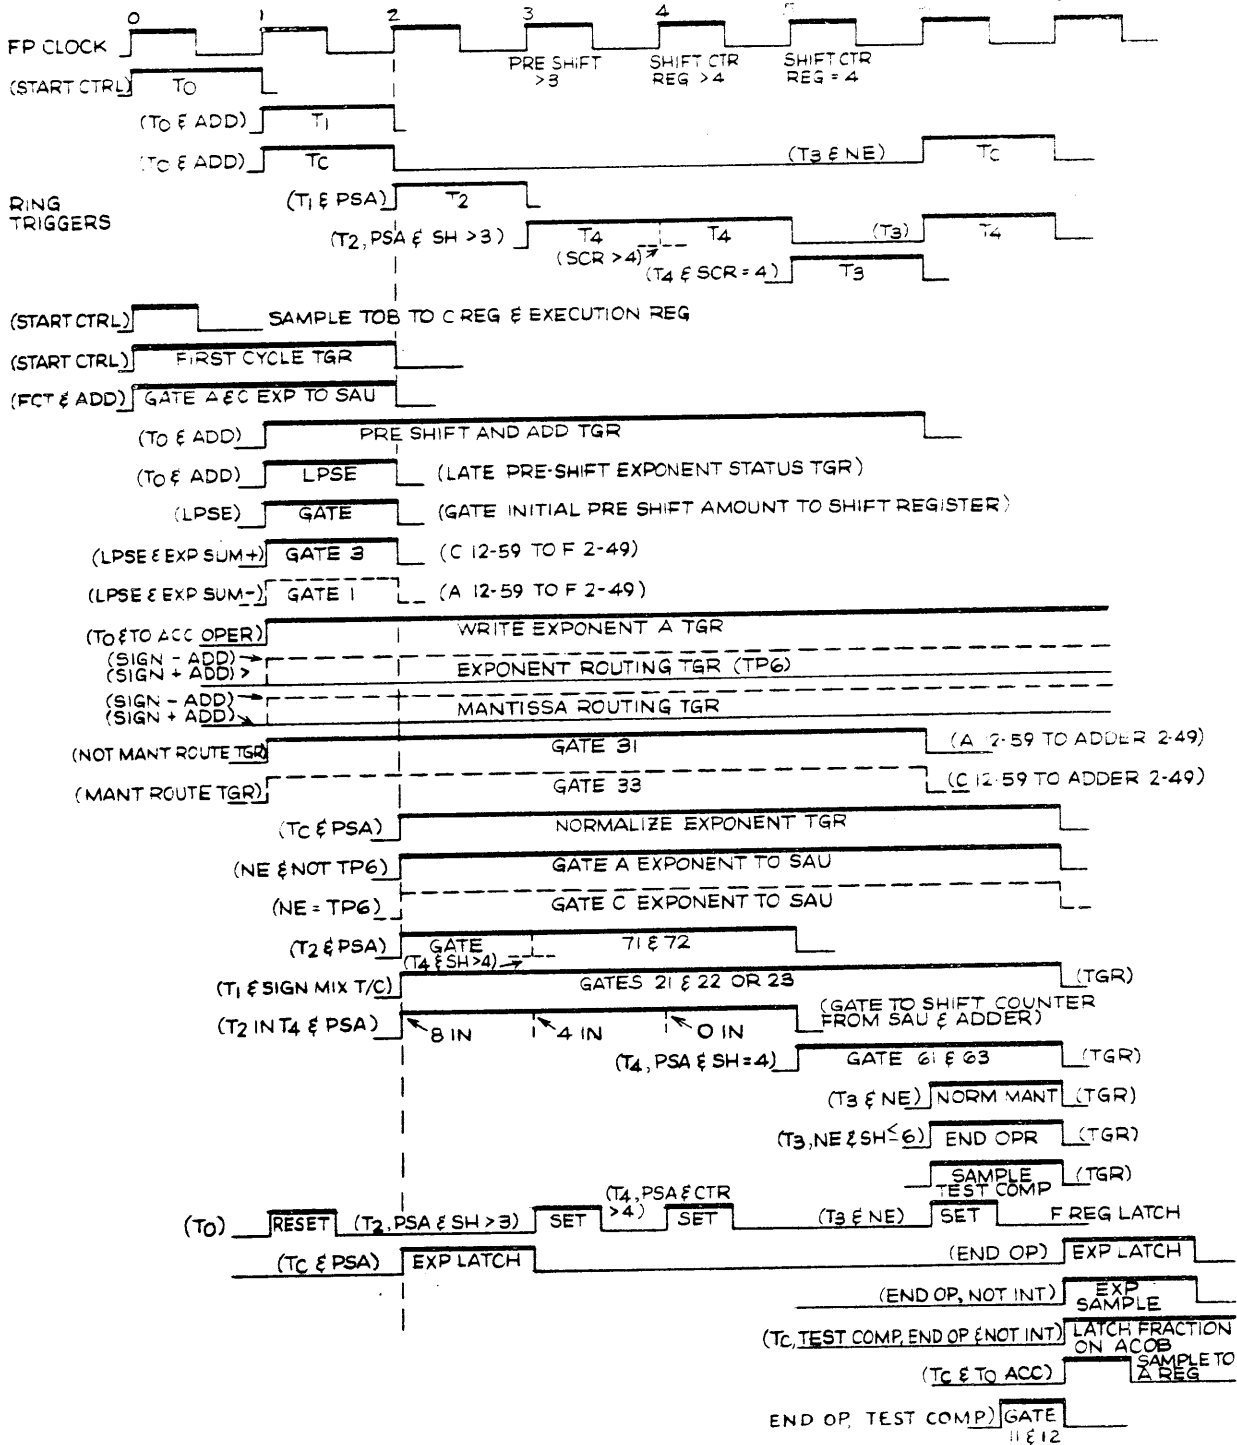 0 1 2 3 4 5
FP CLOCK
PRE SHIFT >3
SHIFT CTR REG >4
SHIFT CTR REG = 4
(START CTRL) T0
(T0 & ADD) T1
(TC & ADD) TC (T3 & NE) TC
RING TRIGGERS
(T1 & PSA) T2
(T2, PSA & SH >3) T4 T4 (T3) T4
(SCR >4)
(T4 & SCR = 4) T3
(START CTRL) SAMPLE TOB TO C REG & EXECUTION REG
(START CTRL) FIRST CYCLE TGR
(FCT & ADD) GATE A&C EXP TO SAU
(T0 & ADD) PRE SHIFT AND ADD TGR
(T0 & ADD) LPSE (LATE PRE-SHIFT EXPONENT STATUS TGR)
(LPSE) GATE (GATE INITIAL PRE SHIFT AMOUNT TO SHIFT REGISTER)
(LPSE & EXP SUM+) GATE 3 (C 12-59 TO F 2-49)
(LPSE & EXP SUM-) GATE 1 (A 12-59 TO F 2-49)
(T0 & TO ACC OPER) WRITE EXPONENT A TGR
(SIGN - ADD)
(SIGN + ADD) > EXPONENT ROUTING TGR (TP6)
(SIGN - ADD)
(SIGN + ADD) MANTISSA ROUTING TGR
(NOT MANT ROUTE TGR) GATE 31 (A 12-59 TO ADDER 2-49)
(MANT ROUTE TGR) GATE 33 (C 12-59 TO ADDER 2-49)
(TC & PSA) NORMALIZE EXPONENT TGR
(NE & NOT TP6) GATE A EXPONENT TO SAU
(NE = TP6) GATE C EXPONENT TO SAU
(T2 & PSA) GATE 71 & 72
(T4 & SH>4)
(T1 & SIGN MIX T/C) GATES 21 & 22 OR 23 (TGR)
(T2 IN T4 & PSA) 8 IN 4 IN 0 IN (GATE TO SHIFT COUNTER FROM SAU & ADDER)
(T4, PSA & SH=4) GATE 61 & 63 (TGR)
(T3 & NE) NORM MANT (TGR)
(T3, NE & SH≤6) END OPR (TGR)
SAMPLE TEST COMP (TGR)
(T0) RESET (T2, PSA & SH >3) SET (T4, PSA & CTR >4) SET (T3 & NE) SET F REG LATCH
(TC & PSA) EXP LATCH (END OP) EXP LATCH
(END OP, NOT INT) EXP SAMPLE
(TC, TEST COMP, END OP & NOT INT) LATCH FRACTION ON ACOB
(TC & TO ACC) SAMPLE TO A REG
END OP, TEST COMP) GATE 11 & 12